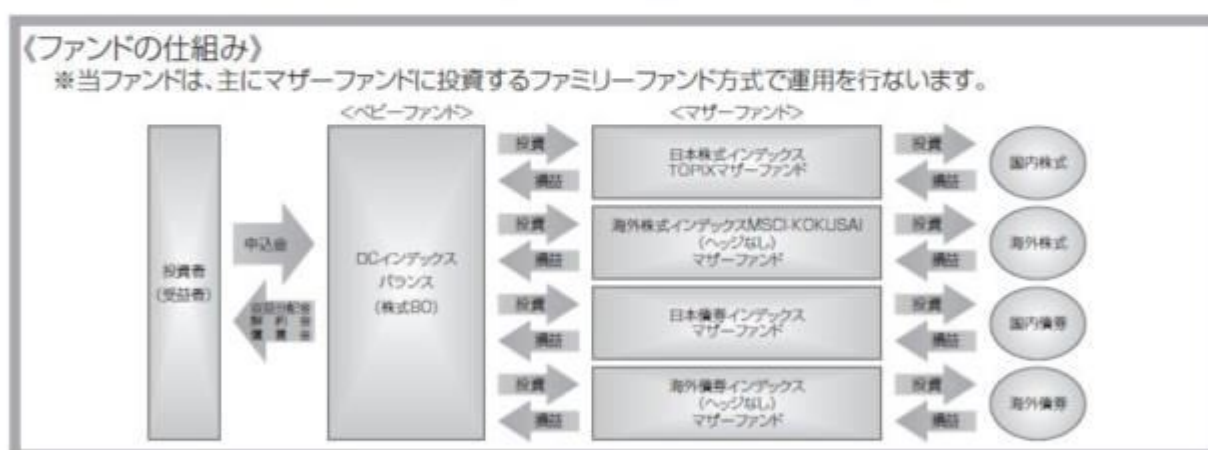 《ファンドの仕組み》
※当ファンドは、主にマザーファンドに投資するファミリーファンド方式で運用を行ないます。
<ベビーファンド>
<マザーファンド>
投資者
(受益者)
申込金
収益分配金
解約金
償還金
DCインデックス
バランス
(株式80)
投資
損益
日本株式インデックス
TOPIXマザーファンド
投資
損益
国内株式
投資
損益
海外株式インデックスMSCI-KOKUSAI
(ヘッジなし)
マザーファンド
投資
損益
海外株式
投資
損益
日本債券インデックス
マザーファンド
投資
損益
国内債券
投資
損益
海外債券インデックス
(ヘッジなし)
マザーファンド
投資
損益
海外債券